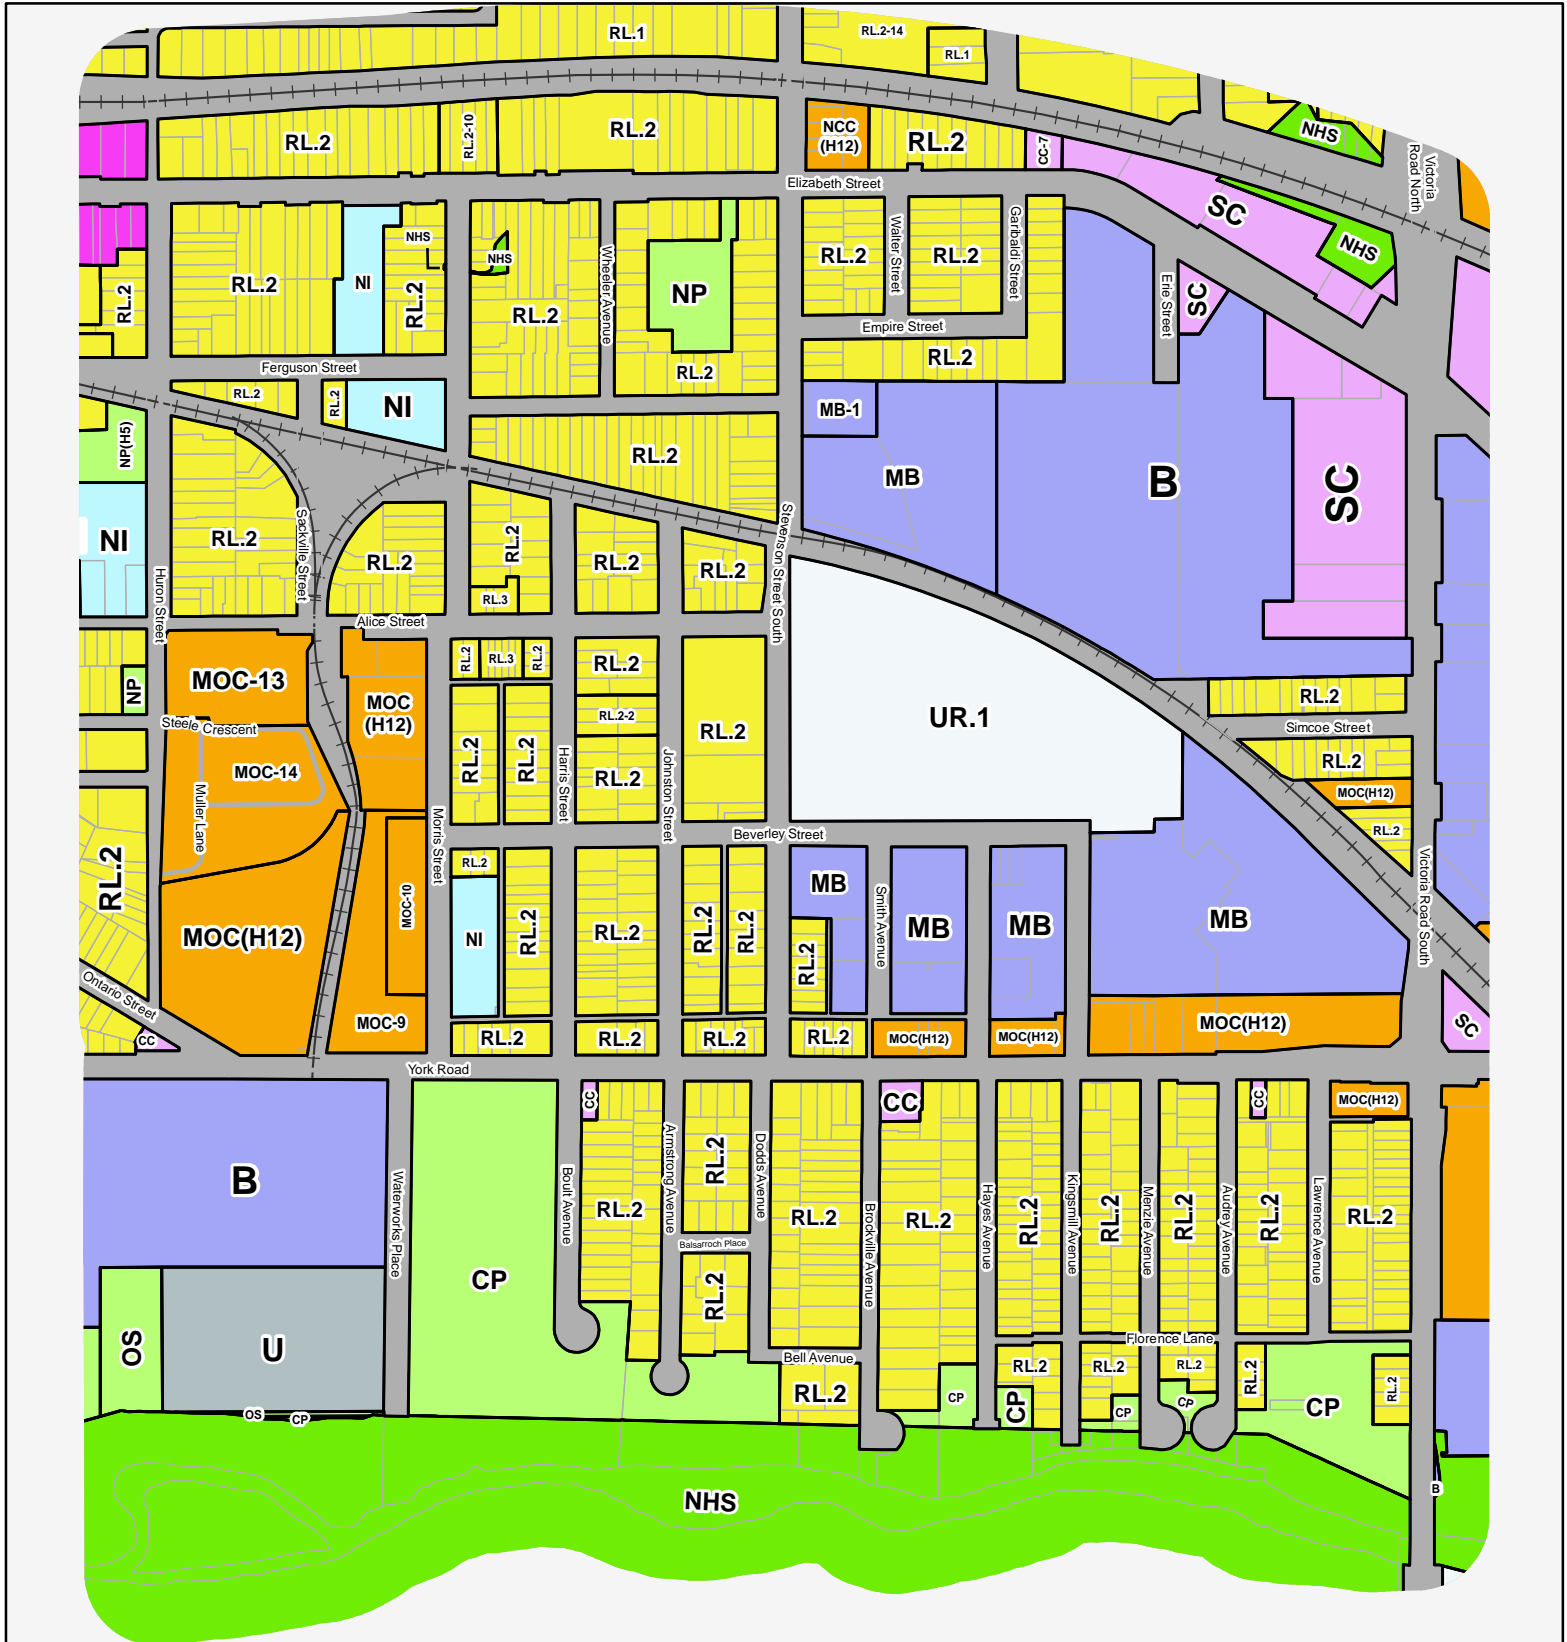 RL.1
RL.2-14
RL.1
RL.2
RL.2-10
RL.2
NCC
(H12)
RL.2
CC-7
NHS
Victoria
Road North
Elizabeth Street
SC
NHS
RL.2
RL.2
NI
NHS
RL.2
NHS
RL.2
Wheeler Avenue
NP
RL.2
RL.2
Walter Street
RL.2
Garibaldi Street
Empire Street
RL.2
Erie Street
SC
Ferguson Street
RL.2
RL.2
NI
MB-1
NP(H5)
RL.2
MB
B
SC
NI
RL.2
Sackville Street
RL.2
RL.2
RL.3
RL.2
RL.2
Stevenson Street South
Huron Street
Alice Street
RL.2
RL.3
RL.2
RL.2
NP
MOC-13
MOC
(H12)
RL.2-2
RL.2
RL.2
RL.2
RL.2
UR.1
RL.2
Simcoe Street
RL.2
Steele Crescent
MOC-14
Muller Lane
Morris Street
Harris Street
Johnston Street
MOC(H12)
RL.2
Beverley Street
RL.2
RL.2
MOC(H12)
MOC-10
NI
RL.2
RL.2
RL.2
RL.2
MB
RL.2
Smith Avenue
MB
MB
MB
Victoria Road South
Ontario Street
CC
MOC-9
RL.2
RL.2
RL.2
RL.2
MOC(H12)
MOC(H12)
MOC(H12)
SC
York Road
B
Waterworks Place
CP
Boult Avenue
CC
RL.2
Armstrong Avenue
RL.2
Dodds Avenue
RL.2
Brockville Avenue
CC
RL.2
Hayes Avenue
RL.2
Kingsmill Avenue
RL.2
Menzie Avenue
RL.2
Audrey Avenue
CC
RL.2
Lawrence Avenue
MOC(H12)
RL.2
Balsarroch Place
RL.2
OS
U
Florence Lane
Bell Avenue
RL.2
CP
RL.2
CP
RL.2
CP
RL.2
CP
RL.2
CP
RL.2
OS
CP
NHS
B